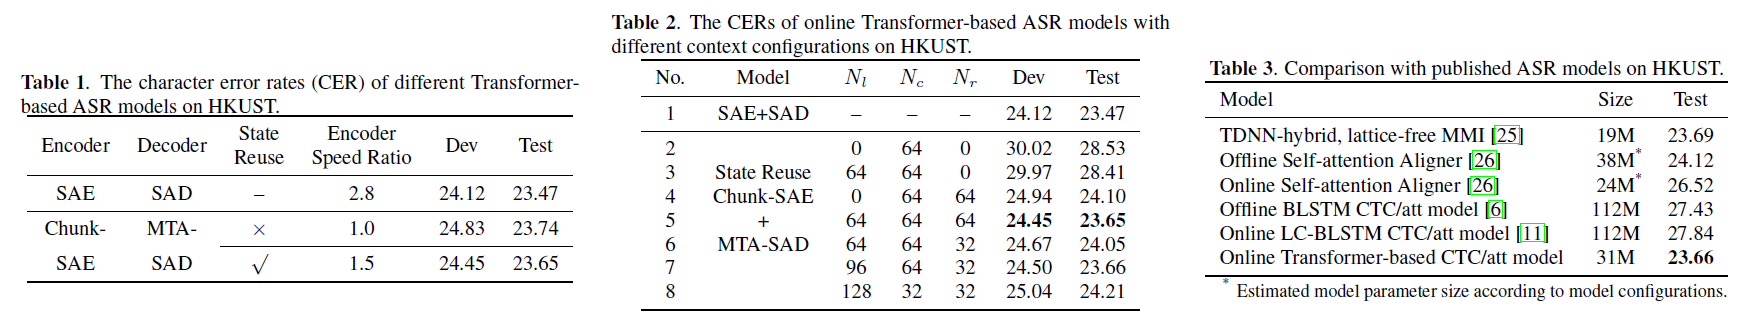 Table 1. The character error rates (CER) of different Transformer-
based ASR models on HKUST.
Encoder Decoder State Reuse Encoder Speed Ratio Dev Test
SAE SAD – 2.8 24.12 23.47
Chunk- MTA- × 1.0 24.83 23.74
SAE SAD √ 1.5 24.45 23.65
Table 2. The CERs of online Transformer-based ASR models with
different context configurations on HKUST.
No. Model N_l N_c N_r Dev Test
1 SAE+SAD – – – 24.12 23.47
2 0 64 0 30.02 28.53
3 State Reuse 64 64 0 29.97 28.41
4 Chunk-SAE 0 64 64 24.94 24.10
5 + 64 64 64 24.45 23.65
6 MTA-SAD 64 64 32 24.67 24.05
7 96 64 32 24.50 23.66
8 128 32 32 25.04 24.21
Table 3. Comparison with published ASR models on HKUST.
Model Size Test
TDNN-hybrid, lattice-free MMI [25] 19M 23.69
Offline Self-attention Aligner [26] 38M* 24.12
Online Self-attention Aligner [26] 24M* 26.52
Offline BLSTM CTC/att model [6] 112M 27.43
Online LC-BLSTM CTC/att model [11] 112M 27.84
Online Transformer-based CTC/att model 31M 23.66
* Estimated model parameter size according to model configurations.